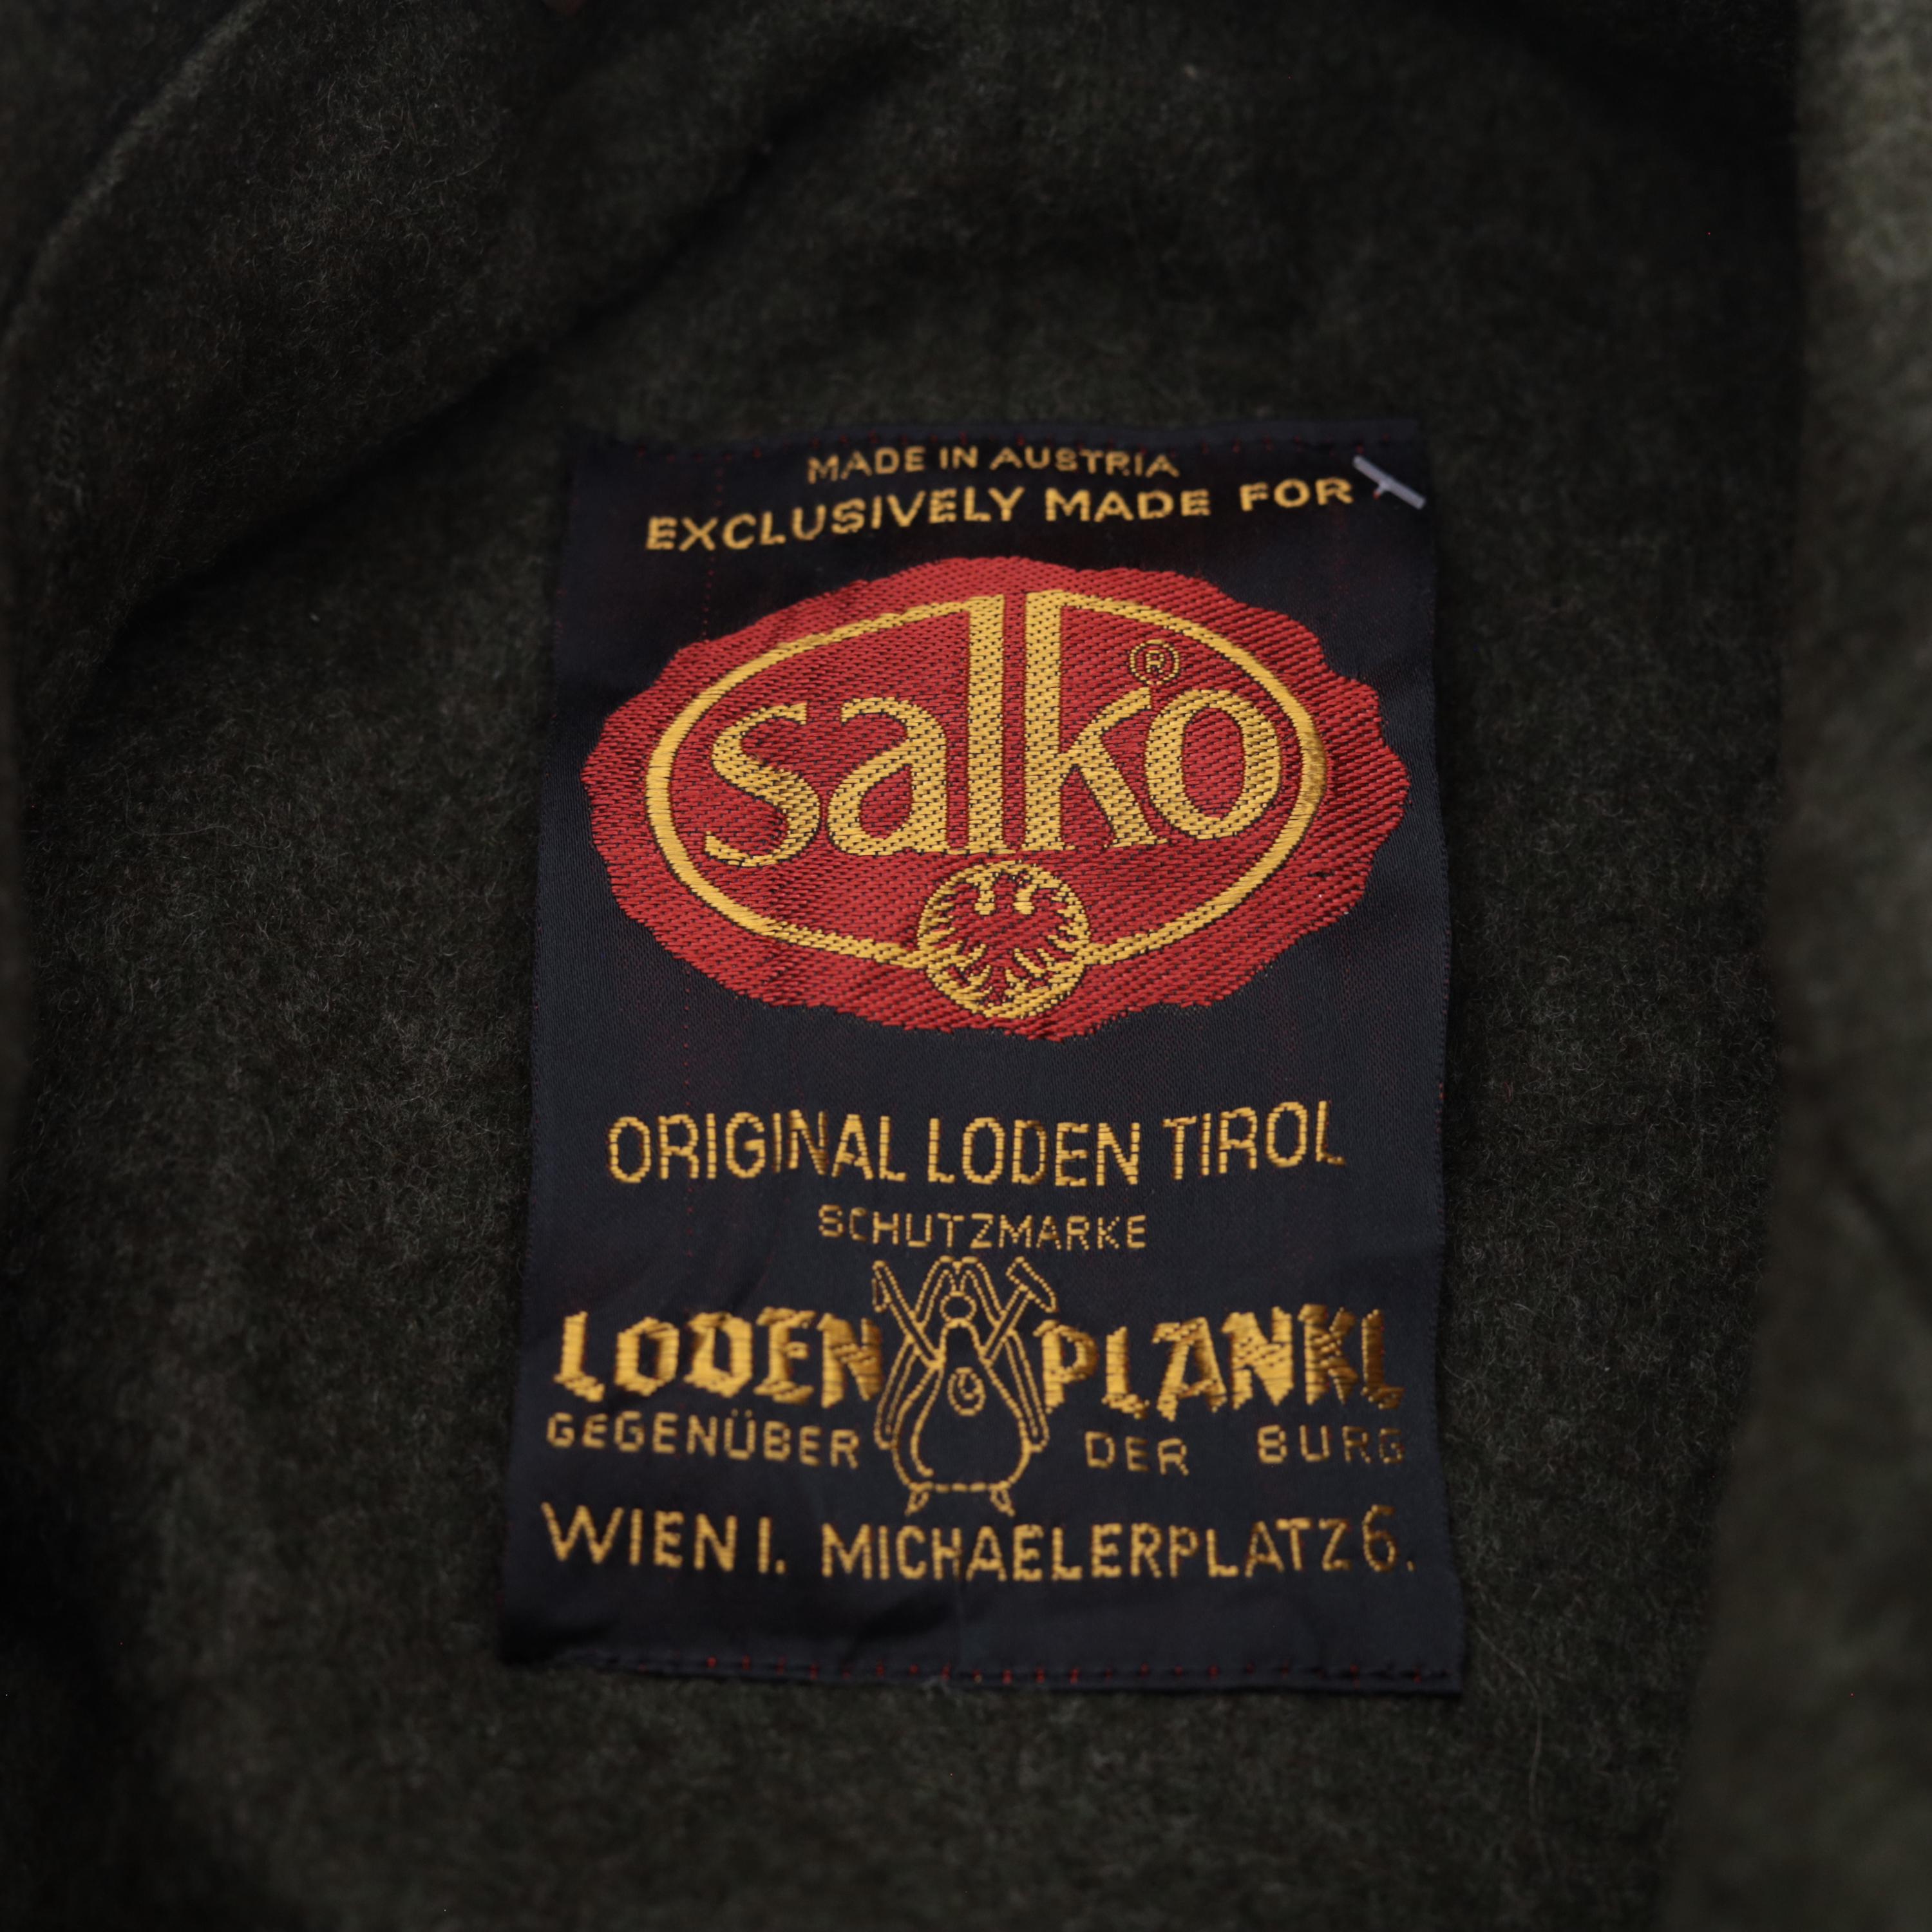 MADE IN AUSTRIA
EXCLUSIVELY MADE FOR
salko ®
ORIGINAL LODEN TIROL
SCHUTZMARKE
LODEN PLANKL
GEGENÜBER DER BURG
WIEN I. MICHAELERPLATZ 6.